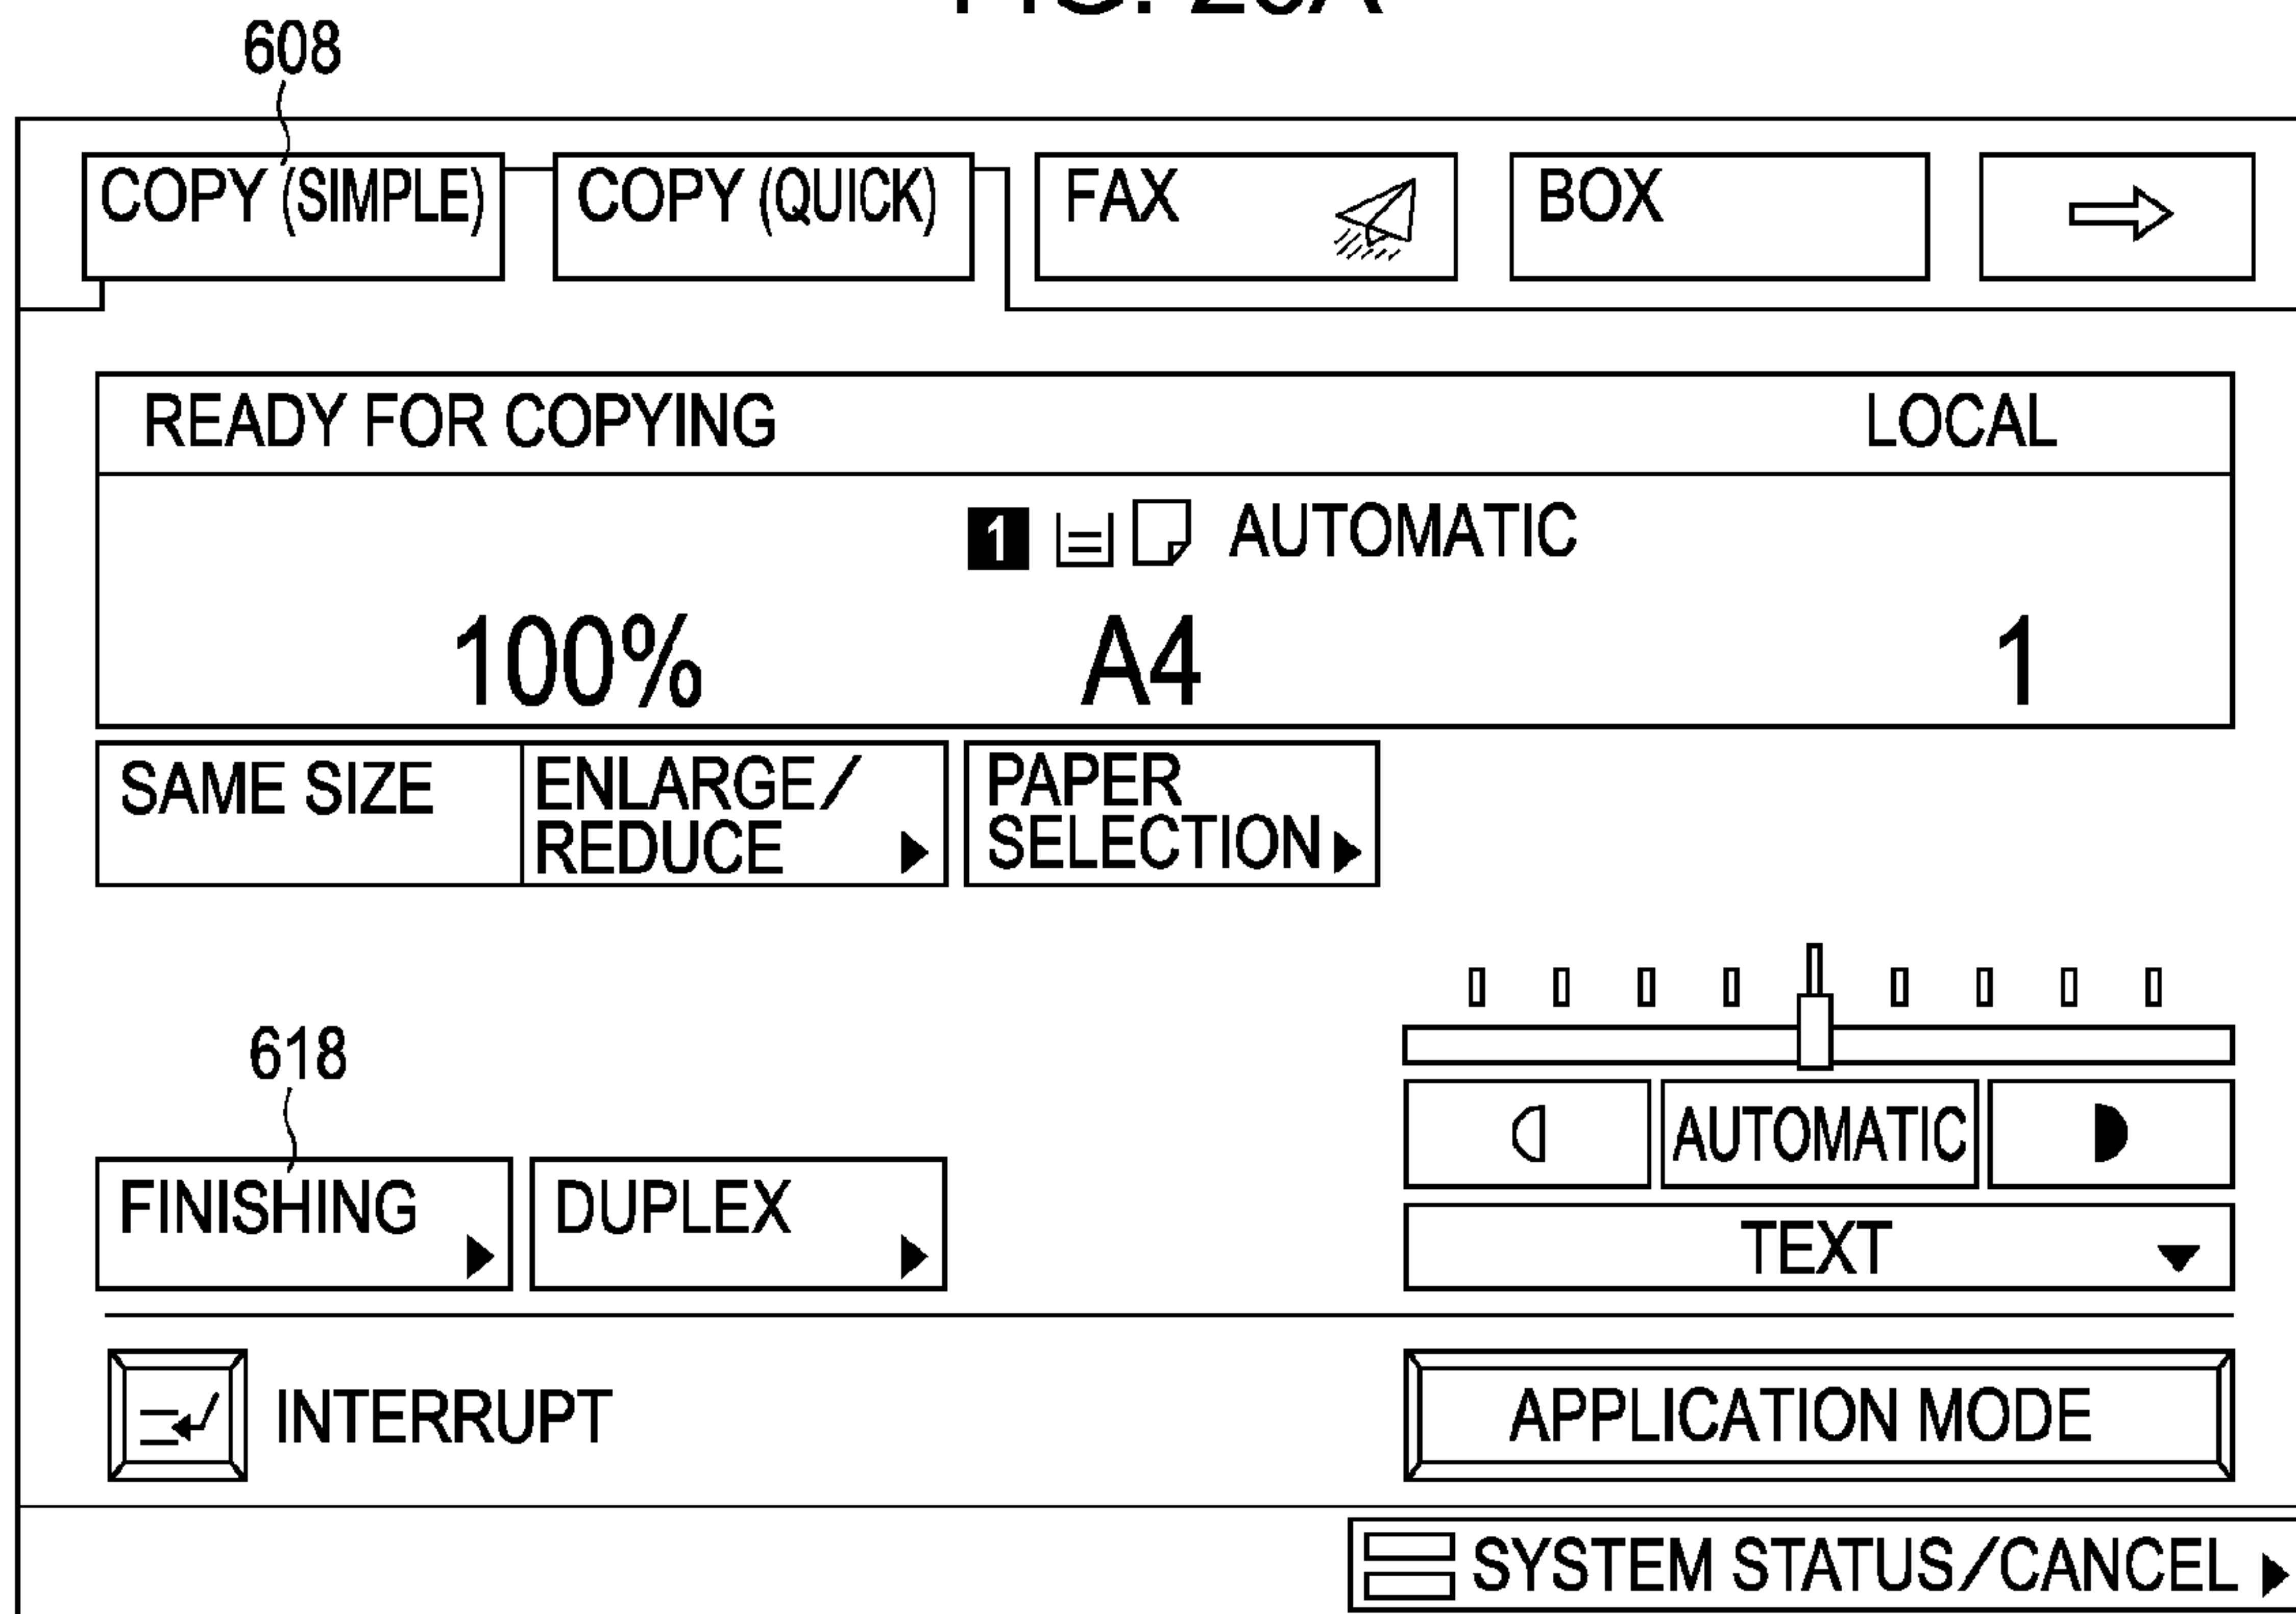 608
COPY (SIMPLE) COPY (QUICK) FAX BOX
READY FOR COPYING LOCAL
1 AUTOMATIC
100% A4 1
SAME SIZE
ENLARGE/
REDUCE
PAPER
SELECTION
618
AUTOMATIC
FINISHING DUPLEX
TEXT
INTERRUPT APPLICATION MODE
SYSTEM STATUS/CANCEL